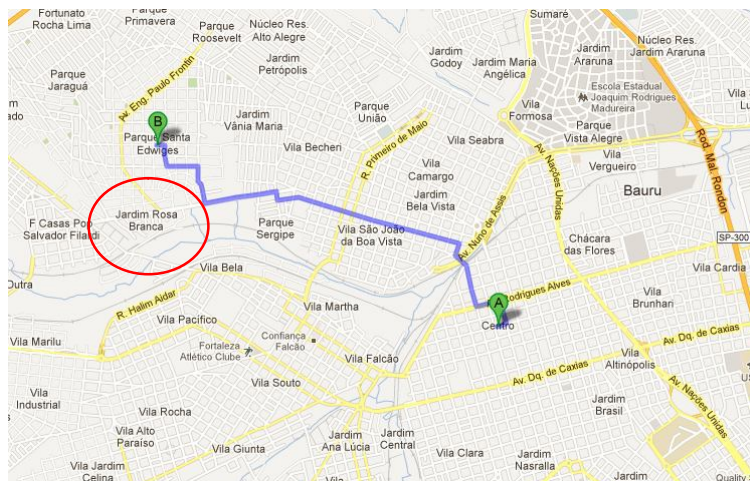 Fortunato
Rocha Lima
Parque
Primavera
Parque
Roosevelt
Núcleo Res.
Alto Alegre
Sumaré
Jardim
Godoy
Jardim Maria
Angélica
Jardim
Araruna
Núcleo Res.
Jardim Araruna
Parque
Jaraguá
Av. Eng. Paulo Frontin
Jardim
Petrópolis
Escola Estadual
Joaquim Rodrigues
Madureira
Vila
Formosa
Parque
União
Jardim
Vânia Maria
B
Parque Santa
Edwiges
Vila Becheri
R. Primeiro de Maio
Vila Seabra
Parque
Vista Alegre
Vila
Vergueiro
Rod. Mal. Rondon
Vila
Camargo
Jardim
Bela Vista
Av. Nações Unidas
Bauru
Jardim Rosa
Branca
F Casas Pop
Salvador Filardi
Parque
Sergipe
Vila São João
da Boa Vista
Av. Nuno de Assis
Chácara
das Flores
SP-300
Vila Cardia
Outra
Vila Bela
R. Halim Aidar
Vila Martha
A
Rodrigues Alves
Centro
Vila
Brunhari
Vila Pacífico
Confiança
Falcão
Av. Dq. de Caxias
Vila Marilu
Fortaleza
Atlético Clube
Vila Falcão
Av. Dq. de Caxias
Vila
Altinópolis
Vila Souto
Av. Nações Unidas
Vila
Industrial
Vila Rocha
Jardim
Brasil
Vila Alto
Paraíso
Vila Giunta
Jardim
Ana Lúcia
Jardim
Central
Vila Clara
Jardim
Nasralla
Vila Jardim
Celina
Vila
Jardim
Jardim
Quality